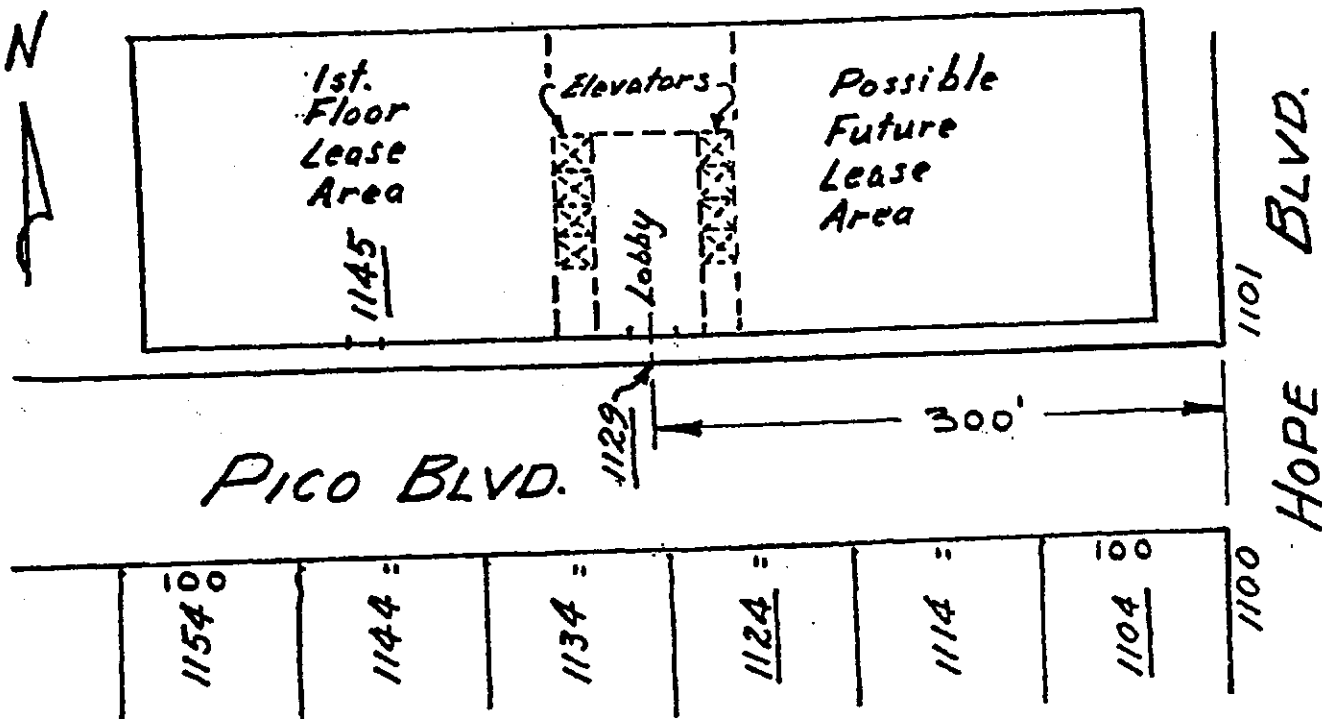 N
1st.
Floor
Lease
Area
Elevators
Possible
Future
Lease
Area
1145
Lobby
1101
HOPE BLVD.
1129
300'
PICO BLVD.
100 " " " " 100
1154 1144 1134 1124 1114 1104
1100